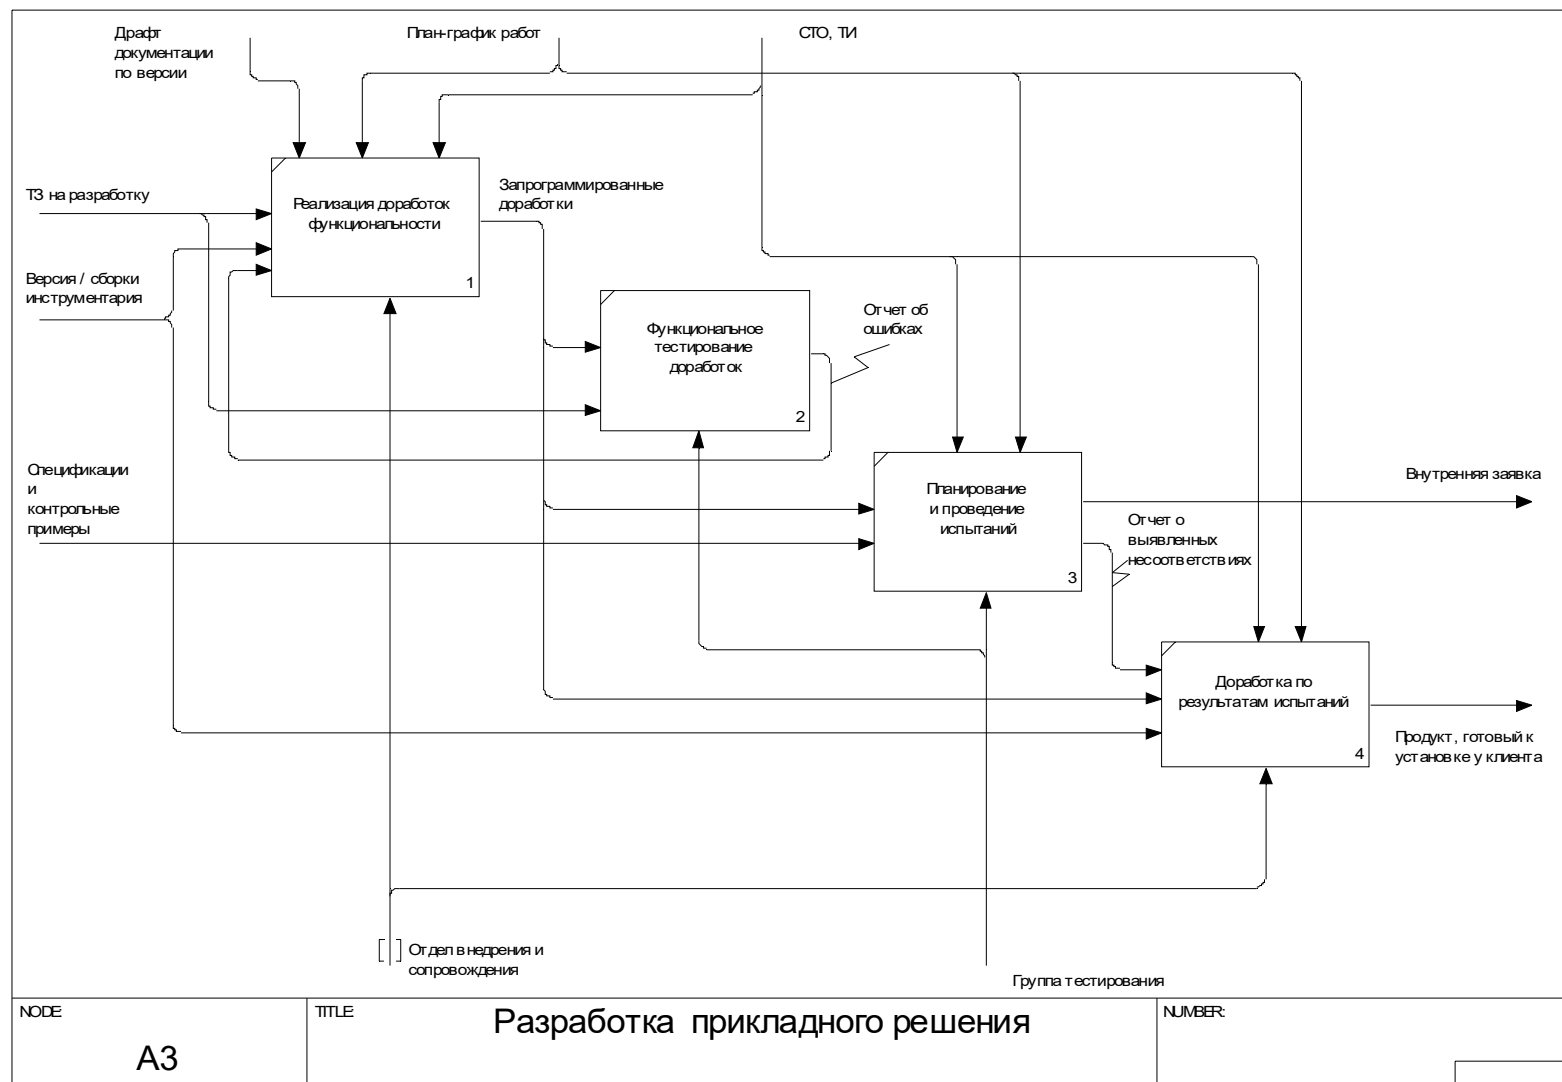 Драфт
документации
по версии
План-график работ
СТО, ТИ
ТЗ на разработку
Реализация доработок
функциональности
1
Запрограммированные
доработки
Версия / сборки
инструментария
Функциональное
тестирование
доработок
2
Отчет об
ошибках
Спецификации
и
контрольные
примеры
Планирование
и проведение
испытаний
3
Внутренняя заявка
Отчет о
выявленных
несоответствиях
Доработка по
результатам испытаний
4
Продукт, готовый к
установке у клиента
[ ] Отдел внедрения и
сопровождения
Группа тестирования
NODE:
A3
TITLE:
Разработка прикладного решения
NUMBER: